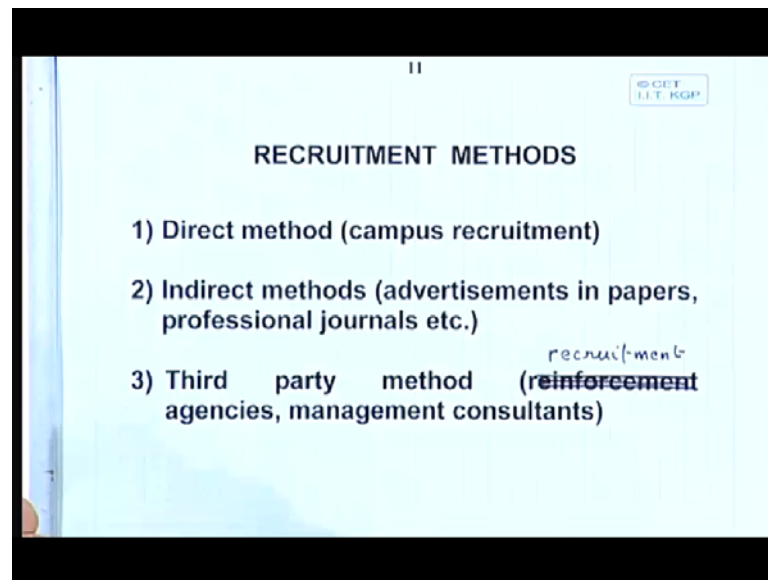 11
© CET
I.I.T. KGP
RECRUITMENT METHODS
1) Direct method (campus recruitment)
2) Indirect methods (advertisements in papers,
professional journals etc.)
recruitment
3) Third party method (reinforcement
agencies, management consultants)